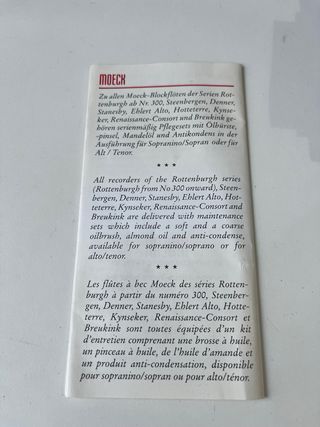 MOECK
Zu allen Moeck-Blockflöten der Serien Rot-
tenburgh ab Nr. 300, Steenbergen, Denner,
Stanesby, Ehlert Alto, Hotteterre, Kynse-
ker, Renaissance-Consort und Breukink ge-
hören serienmäßig Pflegesets mit Ölbürste,
-pinsel, Mandelöl und Antikondens in der
Ausführung für Sopranino/Sopran oder für
Alt / Tenor.
★ ★ ★
All recorders of the Rottenburgh series
(Rottenburgh from No 300 onward), Steen-
bergen, Denner, Stanesby, Ehlert Alto, Hot-
teterre, Kynseker, Renaissance-Consort and
Breukink are delivered with maintenance
sets which include a soft and a coarse
oilbrush, almond oil and anti-condense,
available for sopranino/soprano or for
alto/tenor.
★ ★ ★
Les flûtes à bec Moeck des séries Rotten-
burgh à partir du numéro 300, Steenber-
gen, Denner, Stanesby, Ehlert Alto, Hotte-
terre, Kynseker, Renaissance-Consort et
Breukink sont toutes équipées d'un kit
d'entretien comprenant une brosse à huile,
un pinceau à huile, de l'huile d'amande et
un produit anti-condensation, disponible
pour sopranino/sopran ou pour alto/ténor.